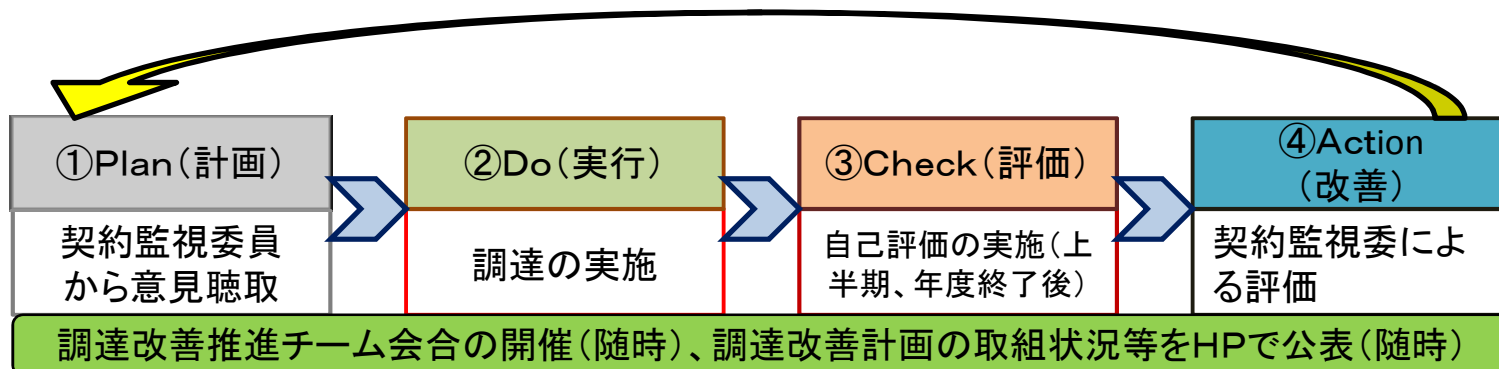 ①Plan(計画)
契約監視委員
から意見聴取
②Do(実行)
調達の実施
③Check(評価)
自己評価の実施(上
半期、年度終了後)
④Action
(改善)
契約監視委によ
る評価
調達改善推進チーム会合の開催(随時)、調達改善計画の取組状況等をHPで公表(随時)